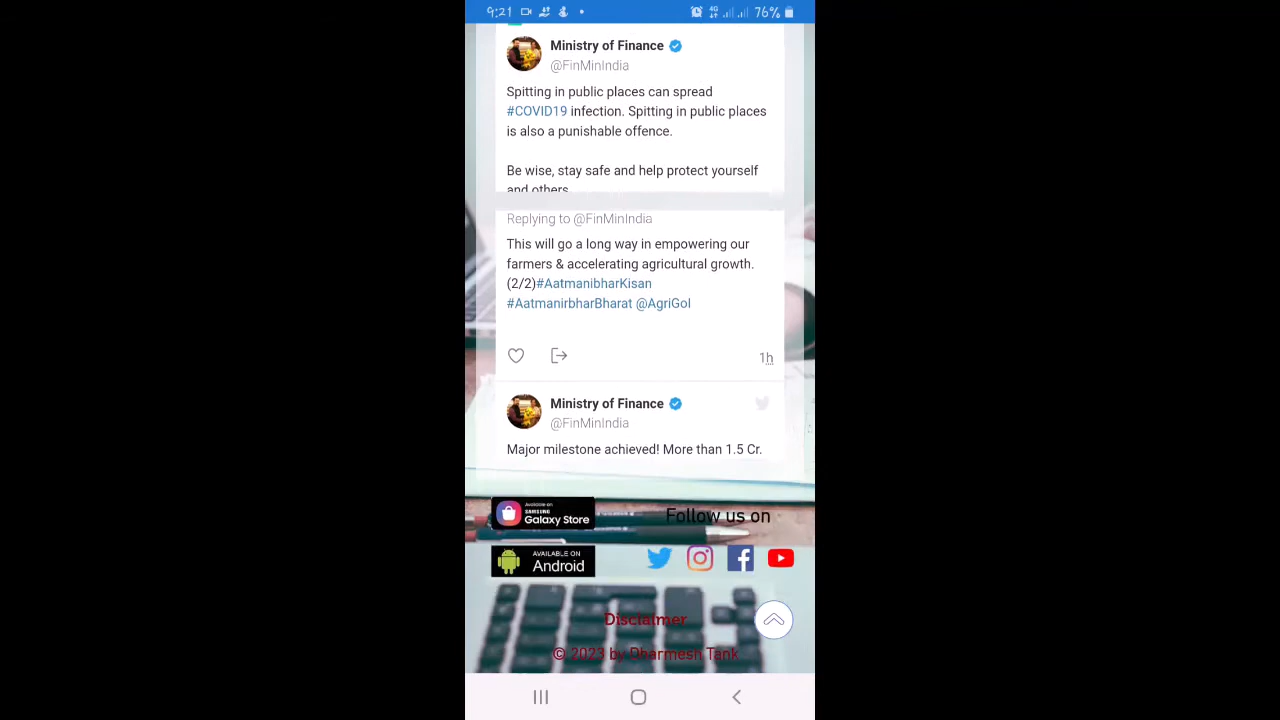 9:21
4G
76%
Ministry of Finance
@FinMinIndia
Spitting in public places can spread
#COVID19 infection. Spitting in public places
is also a punishable offence.
Be wise, stay safe and help protect yourself
and others
Replying to @FinMinIndia
This will go a long way in empowering our
farmers & accelerating agricultural growth.
(2/2)#AatmanibharKisan
#AatmanirbharBharat @AgriGoI
1h
Ministry of Finance
@FinMinIndia
Major milestone achieved! More than 1.5 Cr.
Available on
SAMSUNG
Galaxy Store
Follow us on
AVAILABLE ON
Android
Disclaimer
© 2023 by Dharmesh Tank